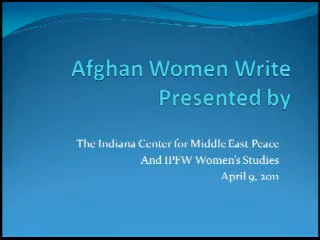 Afghan Women Write
Presented by
The Indiana Center for Middle East Peace
And IPFW Women's Studies
April 9, 2011